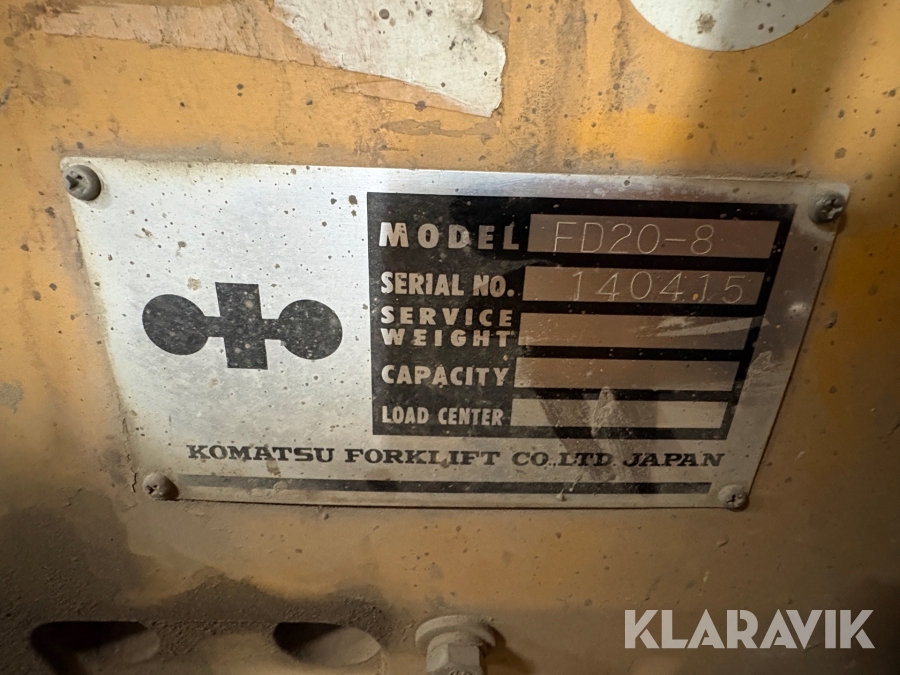 MODEL FD20-8
SERIAL NO. 140415
SERVICE
WEIGHT
CAPACITY
LOAD CENTER
KOMATSU FORKLIFT CO.,LTD JAPAN
KLARAVIK